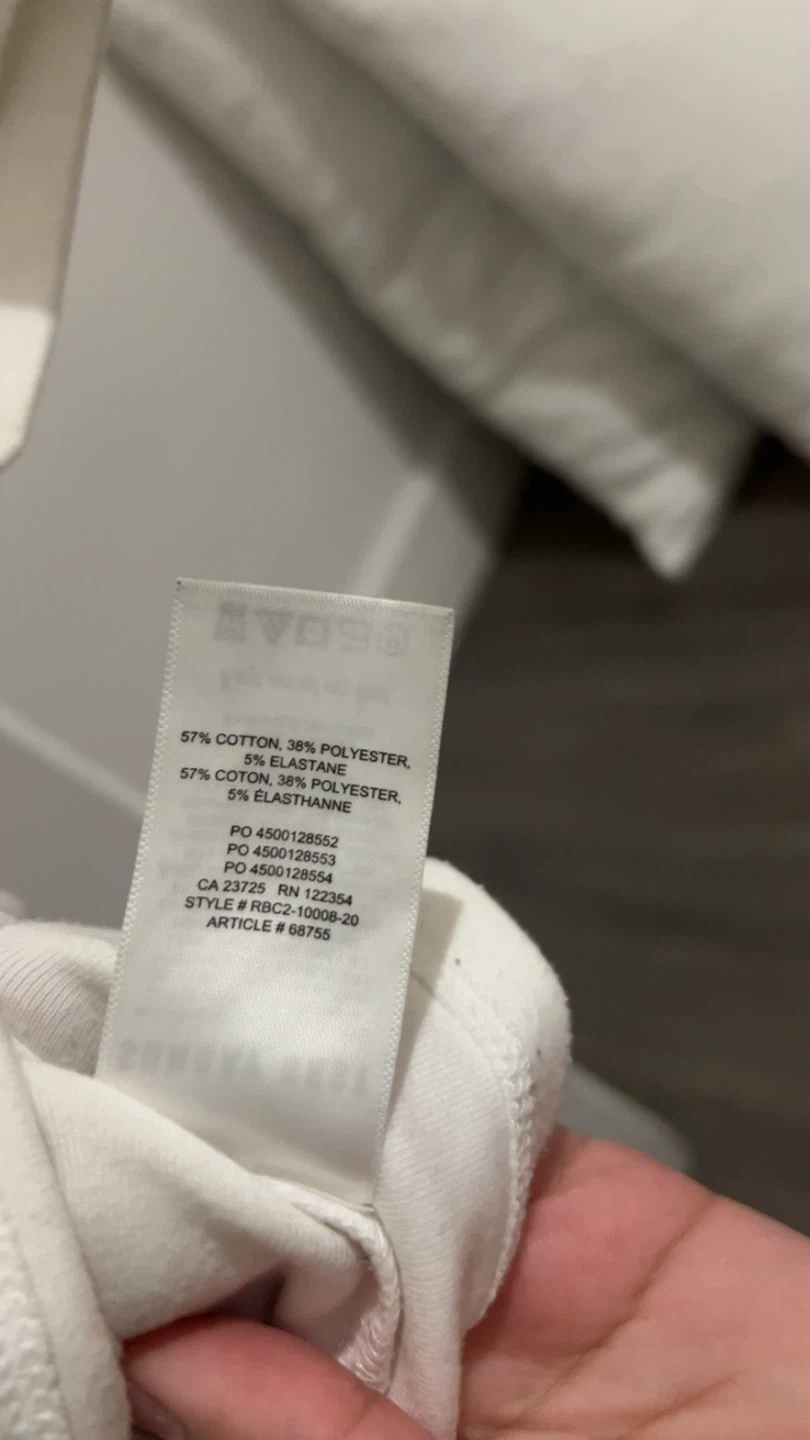 57% COTTON, 38% POLYESTER,
5% ELASTANE
57% COTON, 38% POLYESTER,
5% ÉLASTHANNE
PO 4500128552
PO 4500128553
PO 4500128554
CA 23725 RN 122354
STYLE # RBC2-10008-20
ARTICLE # 68755